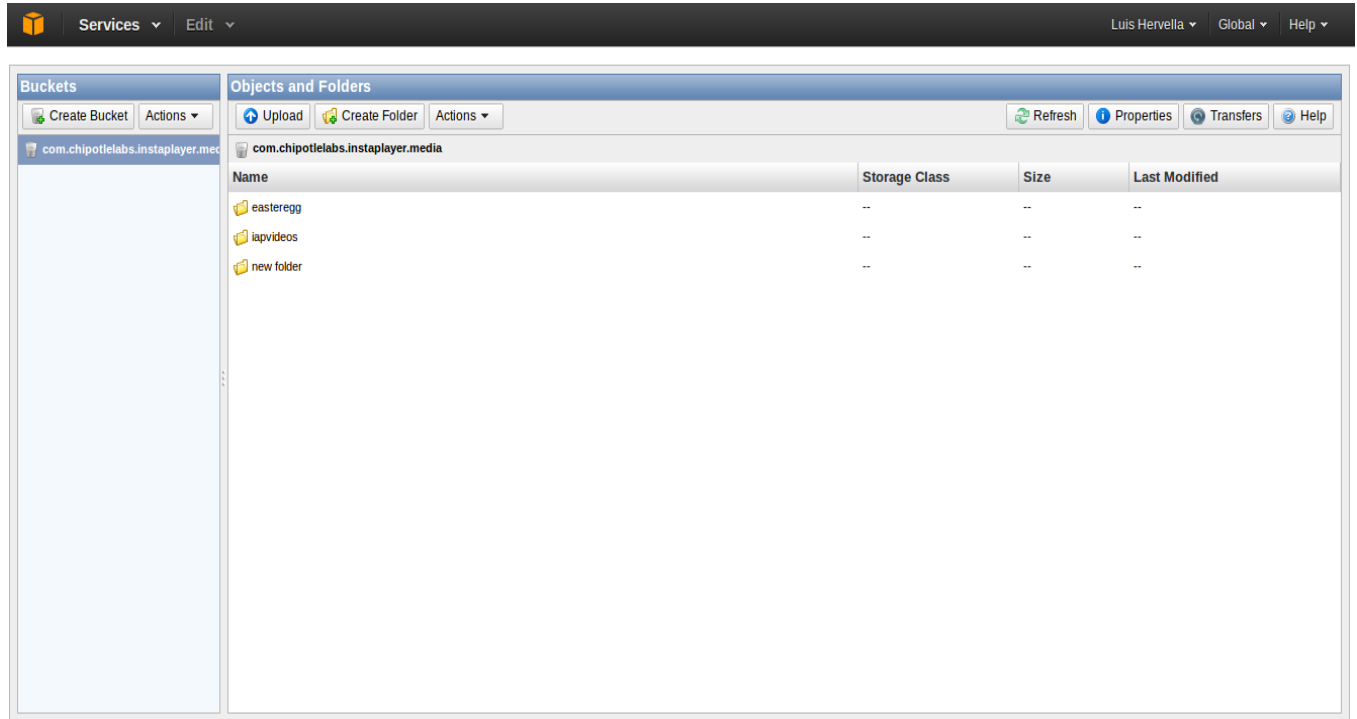 Services Edit Luis Hervella Global Help
Buckets
Create Bucket Actions
com.chipotlelabs.instaplayer.med
Objects and Folders
Upload Create Folder Actions Refresh Properties Transfers Help
com.chipotlelabs.instaplayer.media
Name Storage Class Size Last Modified
easteregg -- -- --
iapvideos -- -- --
new folder -- -- --